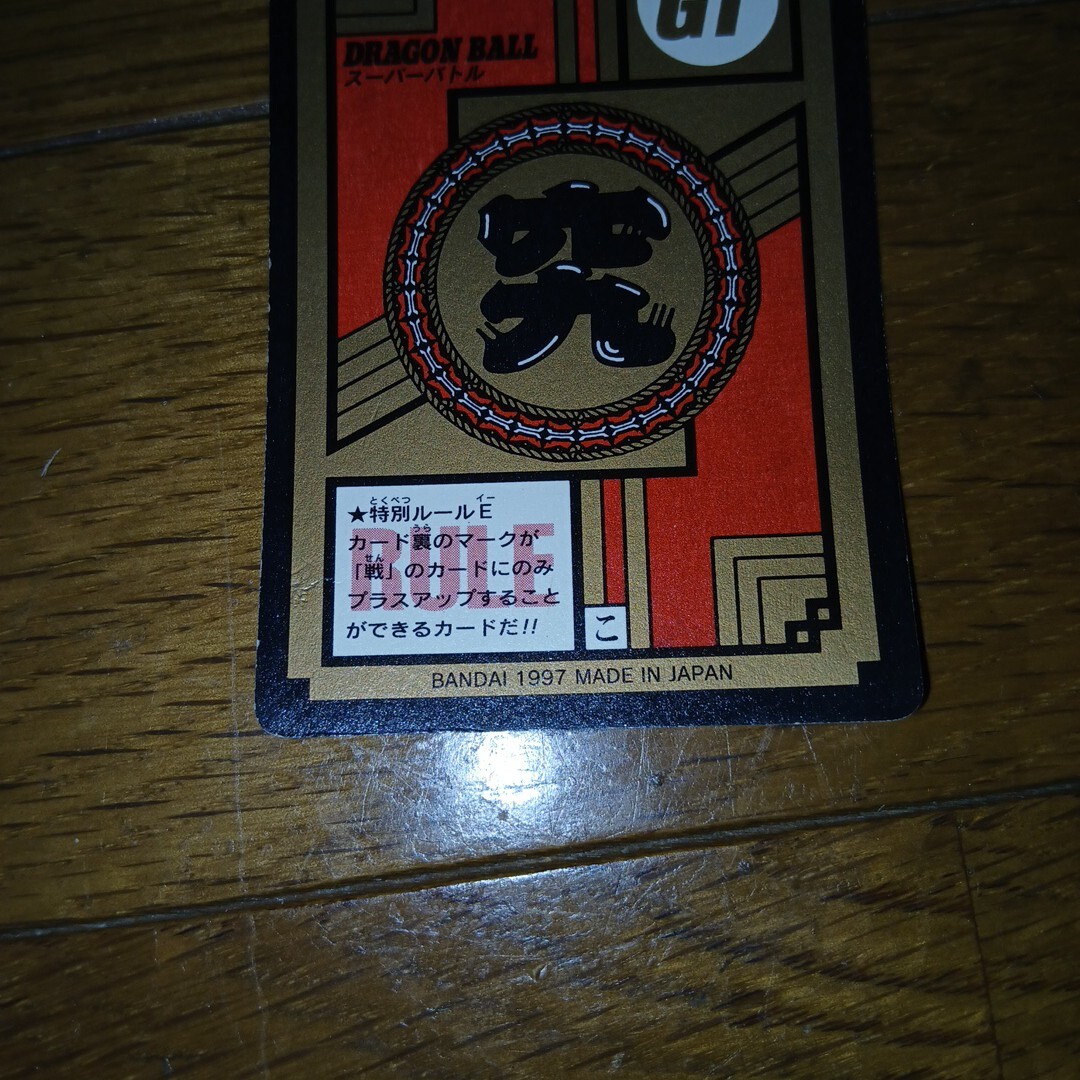 GT
DRAGON BALL
スーパーバトル
究
★特別ルールE
とくべつ イー
カード裏のマークが
うら
「戦」のカードにのみ
せん
プラスアップすること
ができるカードだ!!
RULE
こ
BANDAI 1997 MADE IN JAPAN